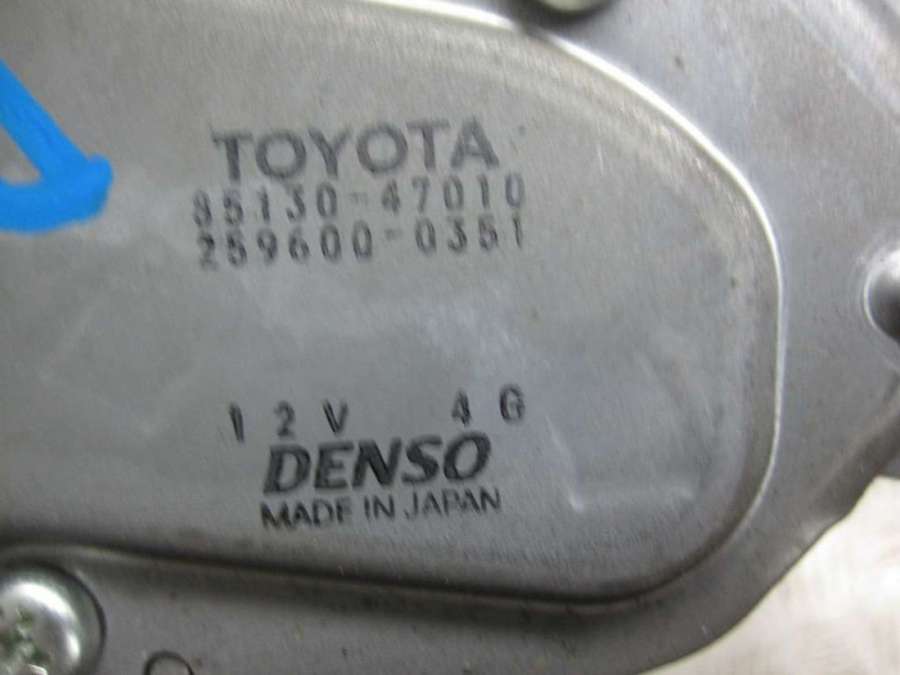 TOYOTA
85130-47010
259600-0351
12V 4G
DENSO
MADE IN JAPAN